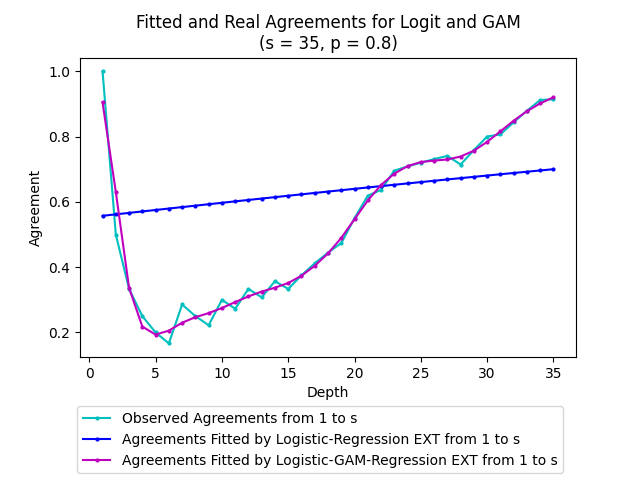 Fitted and Real Agreements for Logit and GAM
(s = 35, p = 0.8)
1.0
0.8
0.6
0.4
0.2
Agreement
0 5 10 15 20 25 30 35
Depth
Observed Agreements from 1 to s
Agreements Fitted by Logistic-Regression EXT from 1 to s
Agreements Fitted by Logistic-GAM-Regression EXT from 1 to s